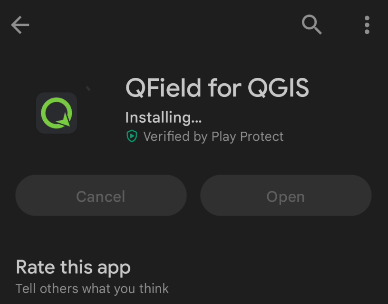 QField for QGIS
Installing...
Verified by Play Protect
Cancel
Open
Rate this app
Tell others what you think